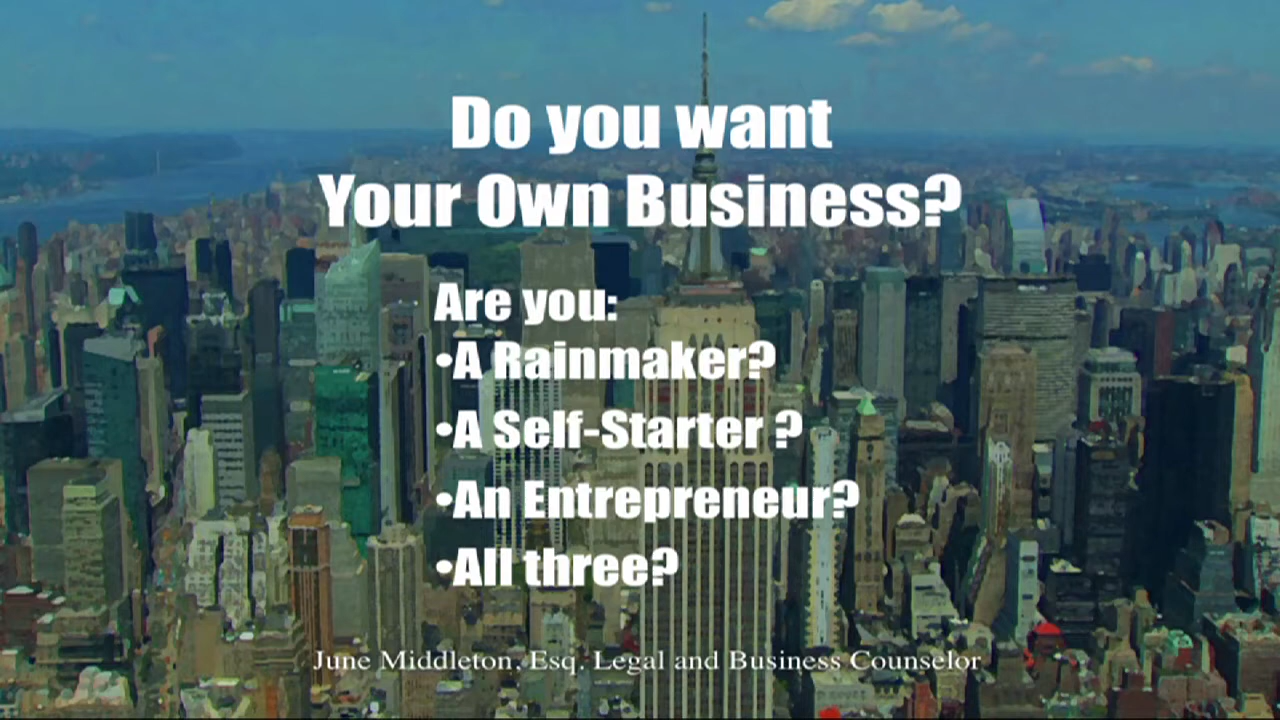 Do you want
Your Own Business?
Are you:
•A Rainmaker?
•A Self-Starter ?
•An Entrepreneur?
•All three?
June Middleton, Esq. Legal and Business Counselor